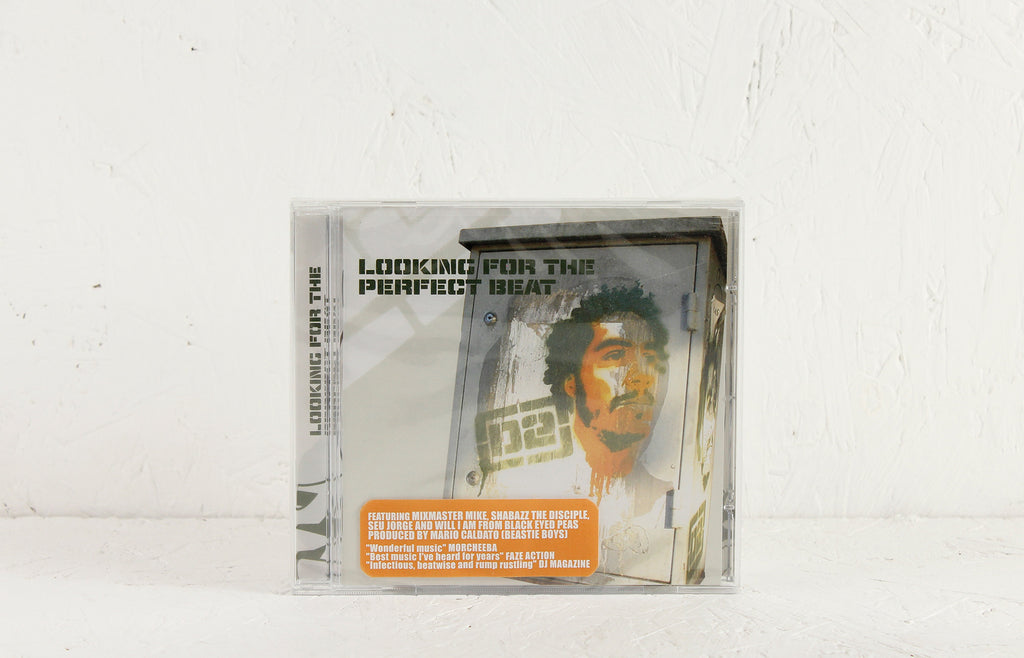 LOOKING FOR THE
PERFECT BEAT
LOOKING FOR THE
D2
FEATURING MIXMASTER MIKE, SHABAZZ THE DISCIPLE,
SEU JORGE AND WILL I AM FROM BLACK EYED PEAS
PRODUCED BY MARIO CALDATO (BEASTIE BOYS)
"Wonderful music" MORCHEEBA
"Best music I've heard for years" FAZE ACTION
"Infectious, beatwise and rump rustling" DJ MAGAZINE